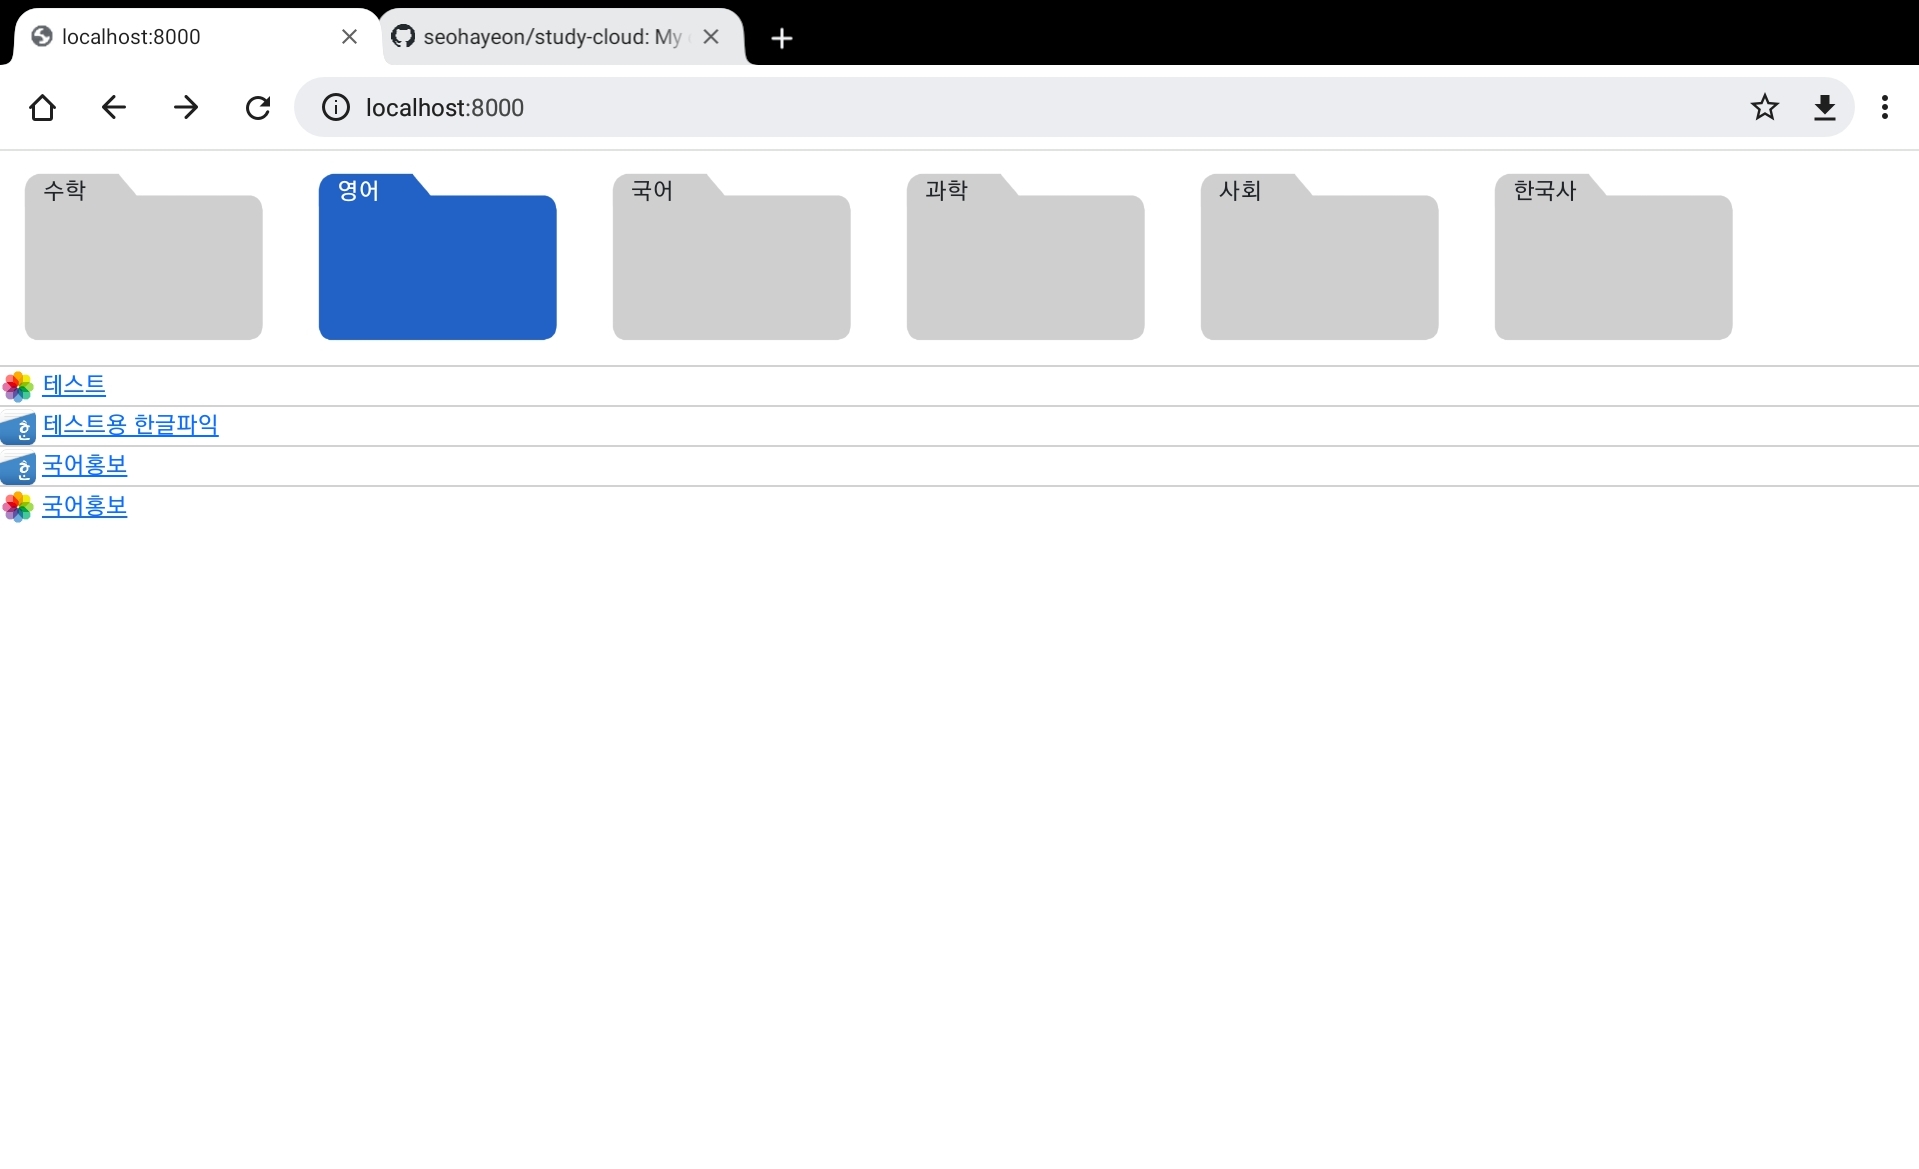 localhost:8000
seohayeon/study-cloud: My
localhost:8000
수학
영어
국어
과학
사회
한국사
테스트
테스트용 한글파익
국어홍보
국어홍보